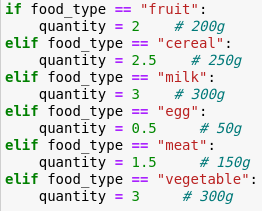 if food_type == "fruit":
    quantity = 2    # 200g
elif food_type == "cereal":
    quantity = 2.5    # 250g
elif food_type == "milk":
    quantity = 3    # 300g
elif food_type == "egg":
    quantity = 0.5    # 50g
elif food_type == "meat":
    quantity = 1.5    # 150g
elif food_type == "vegetable":
    quantity = 3    # 300g